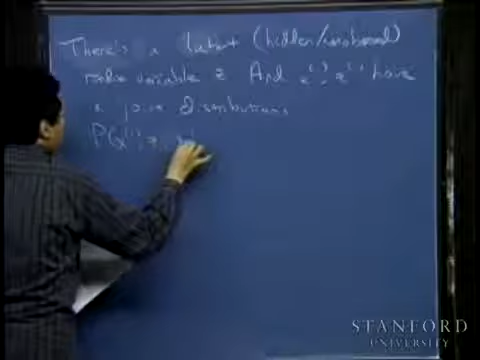 There's a latent (hidden/unobserved)
random variable z And x⁽ⁱ⁾, z⁽ⁱ⁾ have
a joint distribution
P(x⁽ⁱ⁾, z
STANFORD
UNIVERSITY